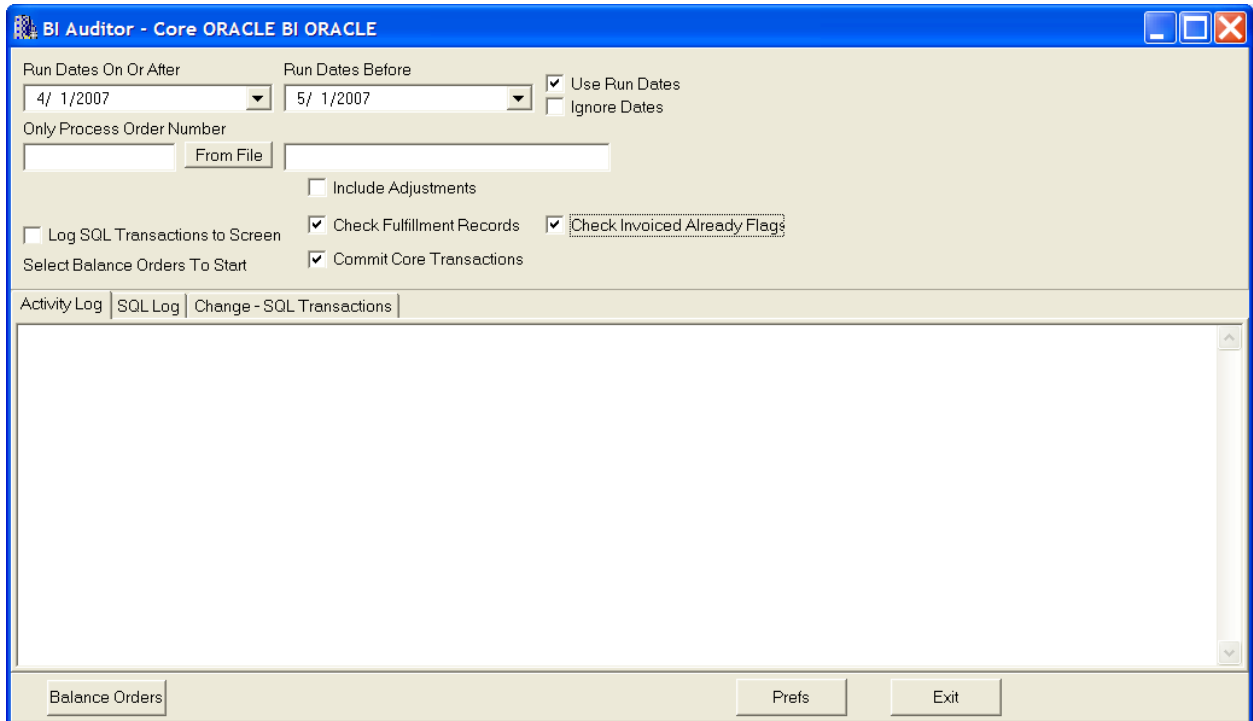 BI Auditor - Core ORACLE BI ORACLE
Run Dates On Or After
Run Dates Before
4/ 1/2007
5/ 1/2007
Use Run Dates
Ignore Dates
Only Process Order Number
From File
Include Adjustments
Log SQL Transactions to Screen
Check Fulfillment Records
Check Invoiced Already Flags
Select Balance Orders To Start
Commit Core Transactions
Activity Log
SQL Log
Change - SQL Transactions
Balance Orders
Prefs
Exit